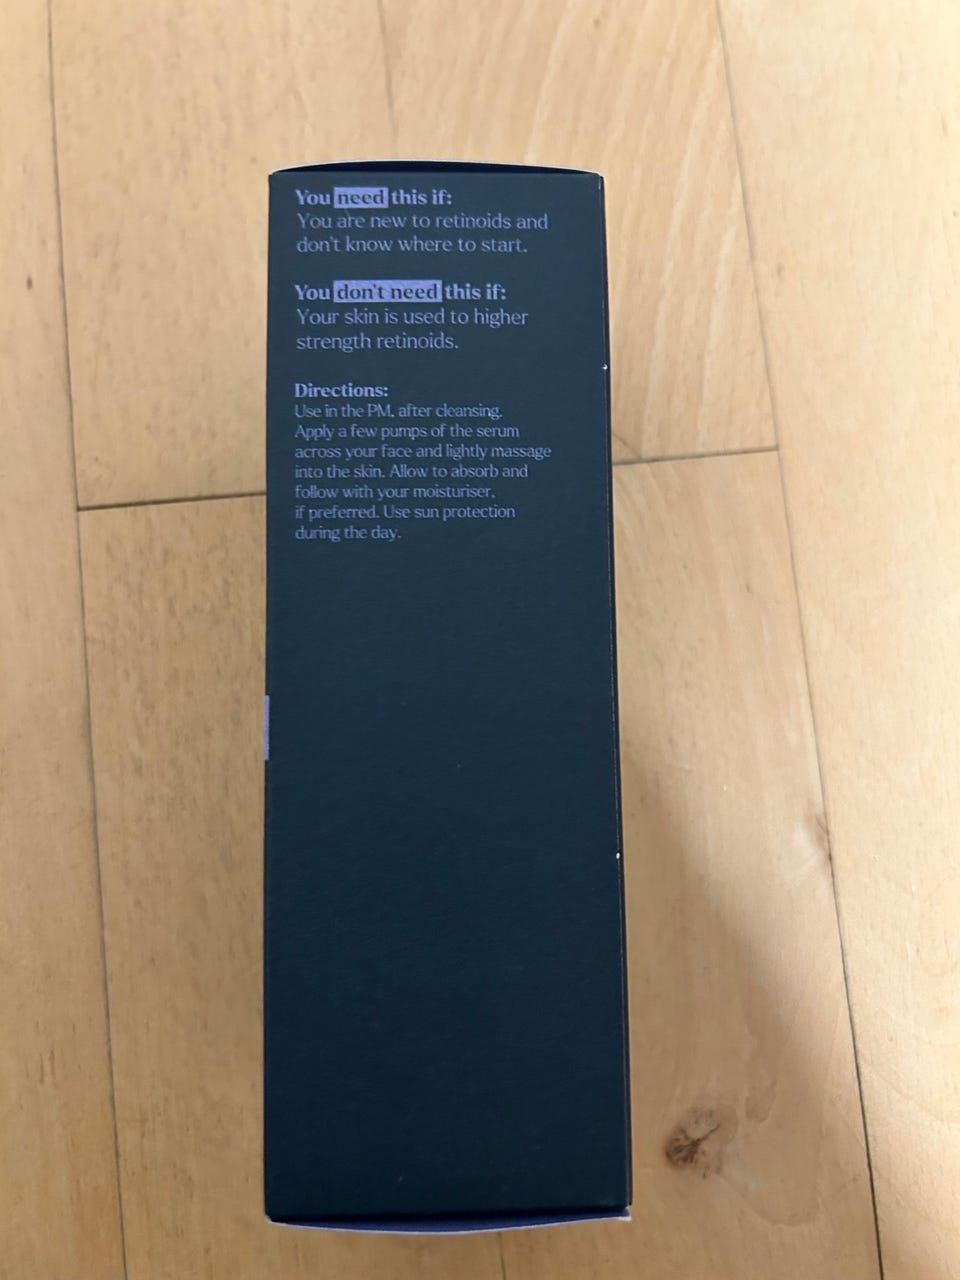 You need this if:
You are new to retinoids and
don't know where to start.
You don't need this if:
Your skin is used to higher
strength retinoids.
Directions:
Use in the PM, after cleansing.
Apply a few pumps of the serum
across your face and lightly massage
into the skin. Allow to absorb and
follow with your moisturiser,
if preferred. Use sun protection
during the day.